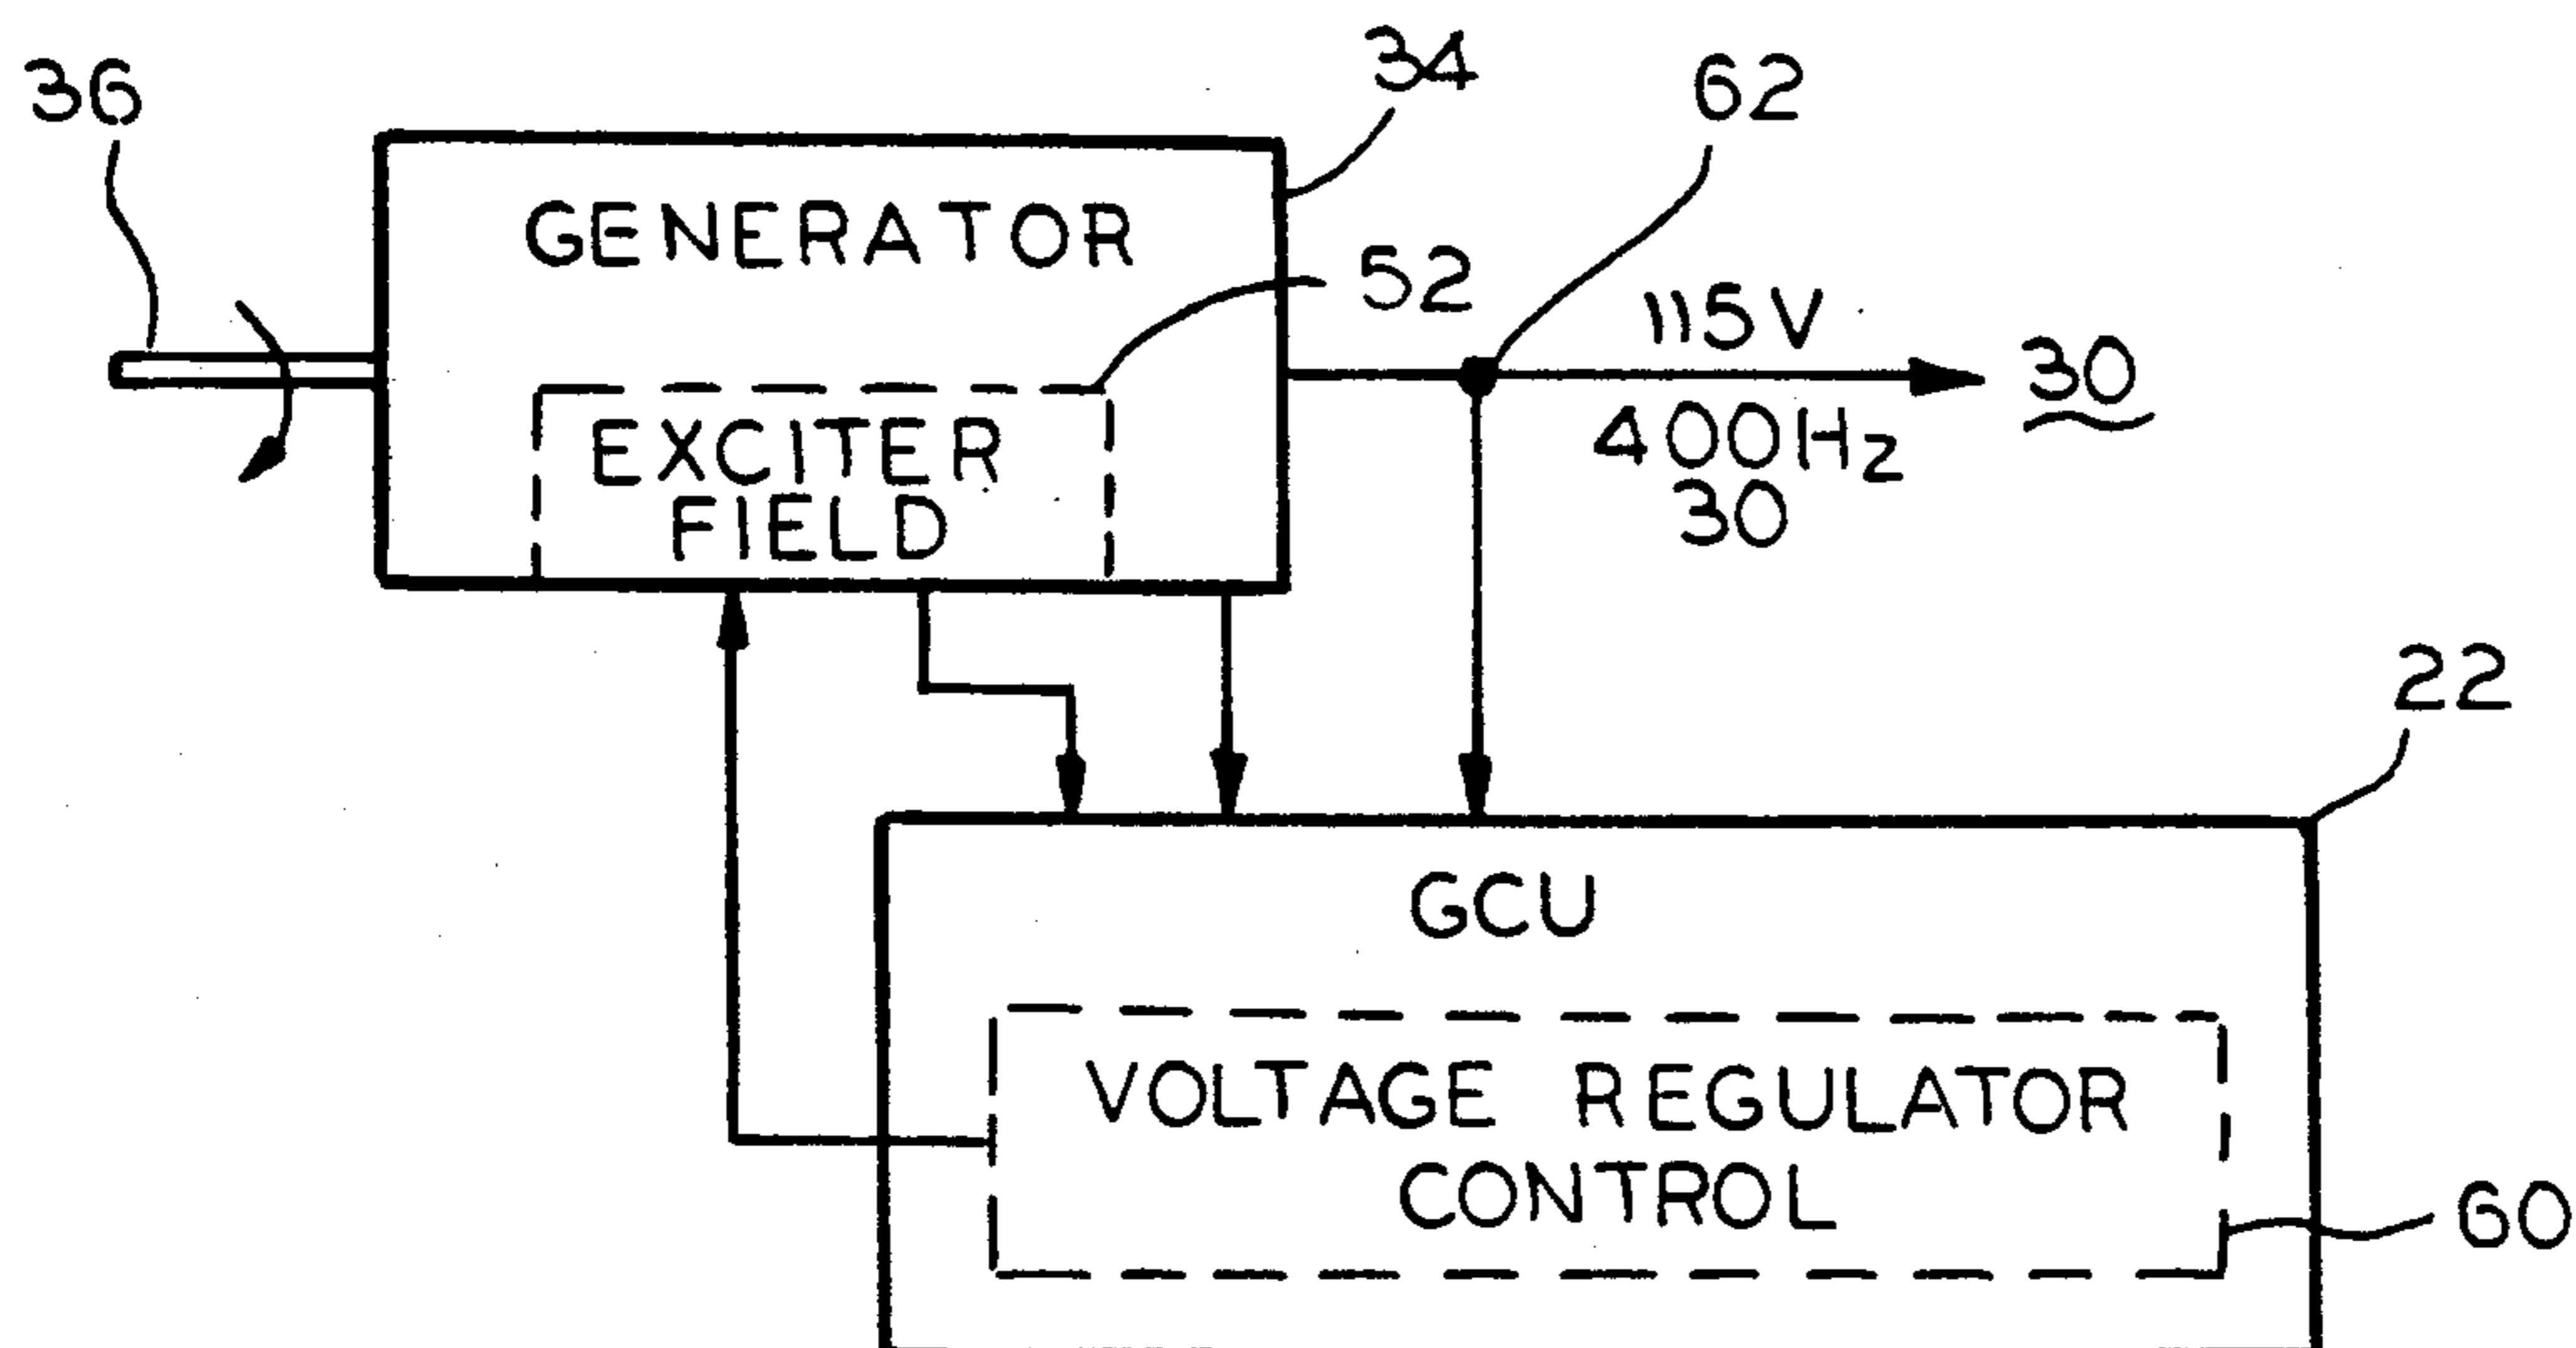 36
34
62
GENERATOR
52
115V
30
400Hz
30
EXCITER
FIELD
22
GCU
VOLTAGE REGULATOR
CONTROL
60